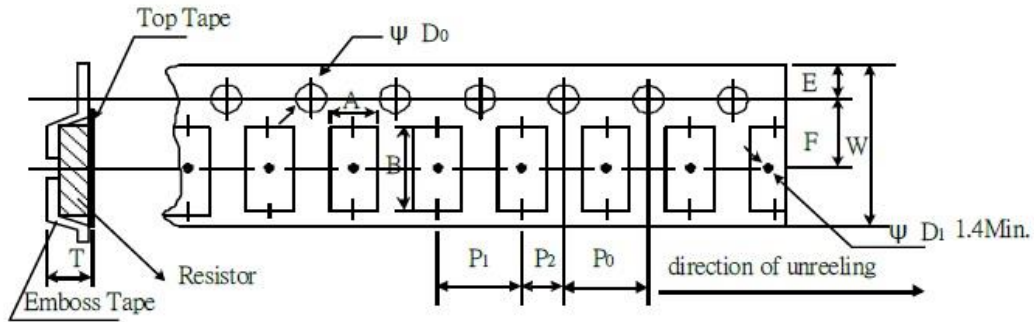 Top Tape
Ψ D0
E
A
F
W
B
Ψ D1 1.4Min.
T
P1
P2
P0
direction of unreeling
Resistor
Emboss Tape